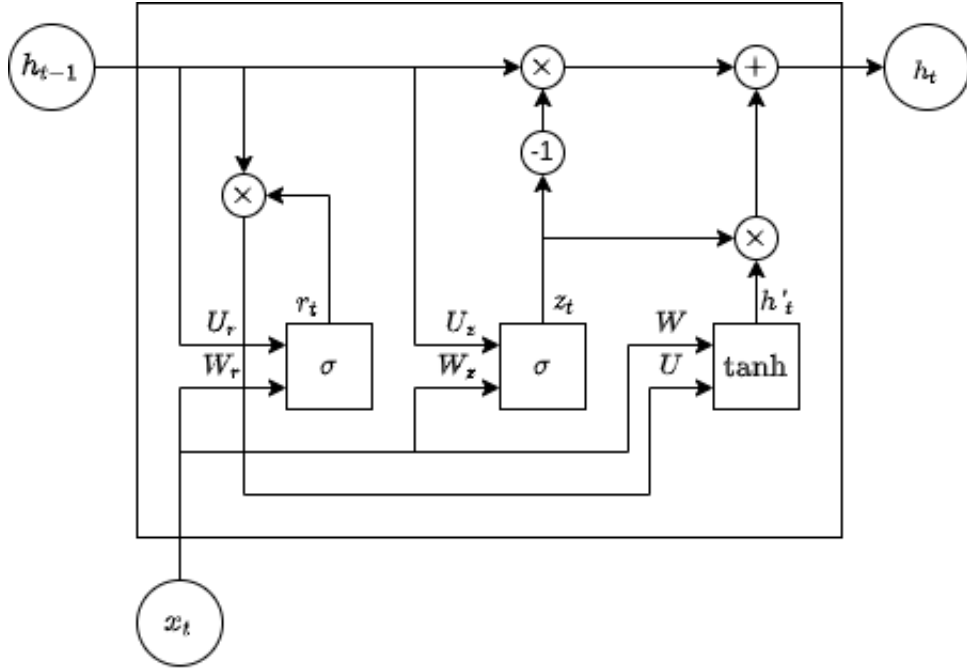 h_{t-1}
×
+
h_t
-1
×
×
r_t
z_t
h'_t
U_r
U_z
W
W_r
σ
W_z
σ
U
tanh
x_t